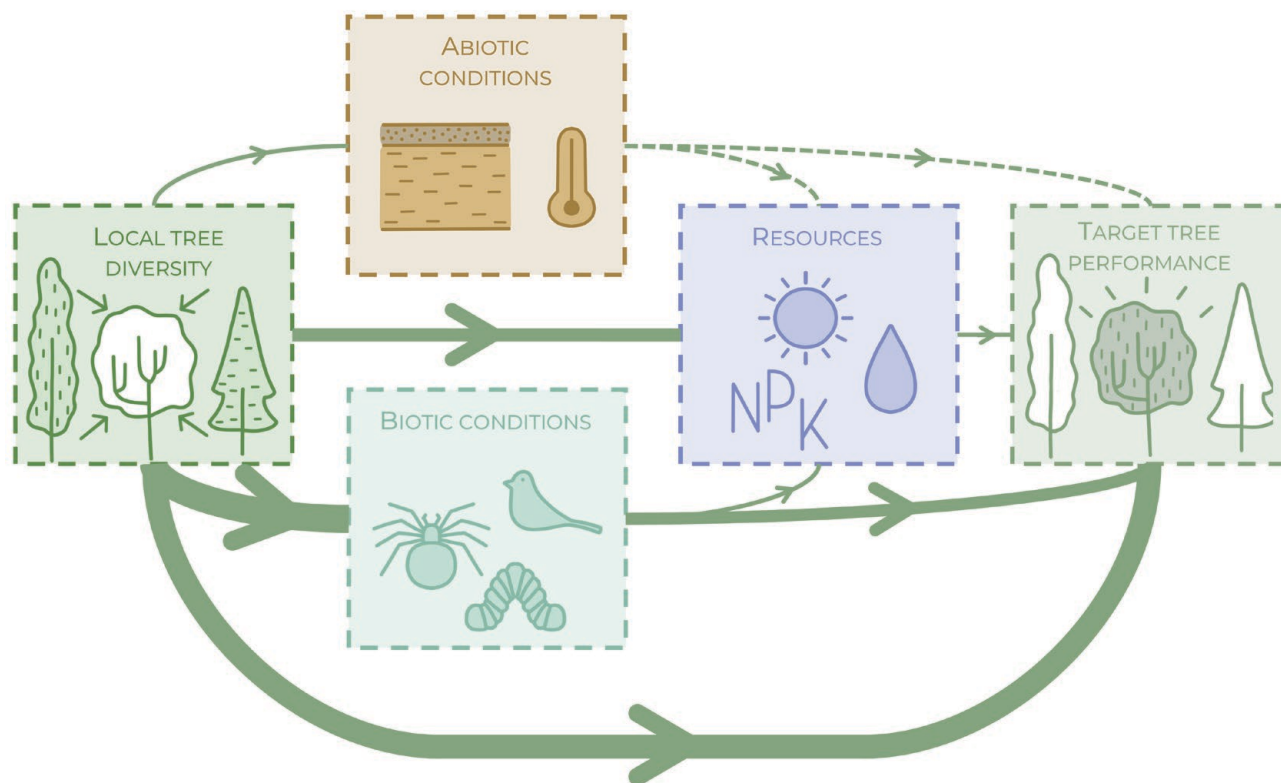 ABIOTIC
CONDITIONS
LOCAL TREE
DIVERSITY
RESOURCES
NPK
TARGET TREE
PERFORMANCE
BIOTIC CONDITIONS